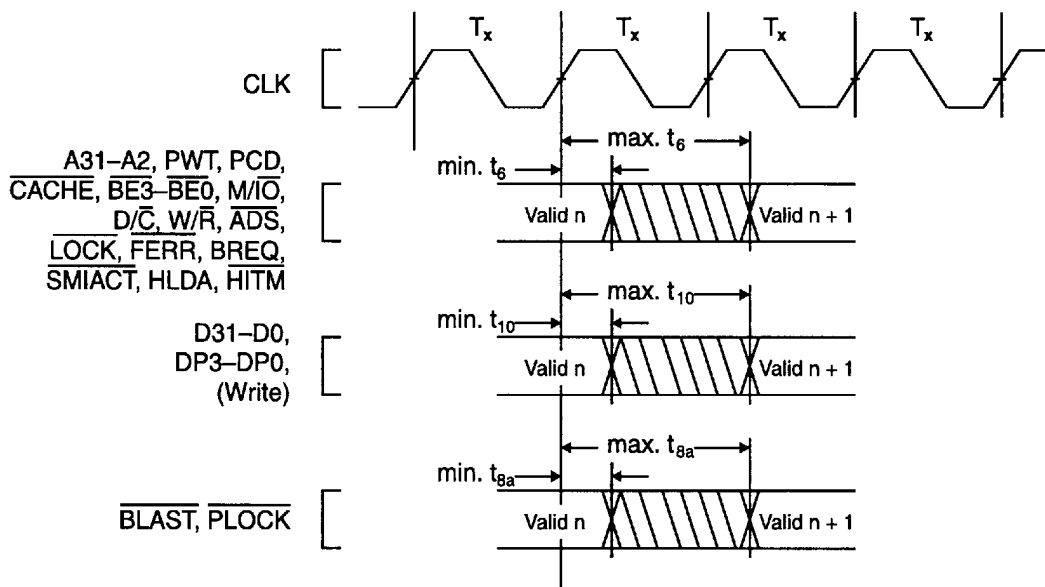 Tx Tx Tx Tx
CLK
max. t6
A31–A2, PWT, PCD,
min. t6
CACHE, BE3–BE0, M/IO,
D/C, W/R, ADS,
Valid n Valid n + 1
LOCK, FERR, BREQ,
SMIACT, HLDA, HITM
max. t10
min. t10
D31–D0,
DP3–DP0,
Valid n Valid n + 1
(Write)
max. t8a
min. t8a
BLAST, PLOCK
Valid n Valid n + 1